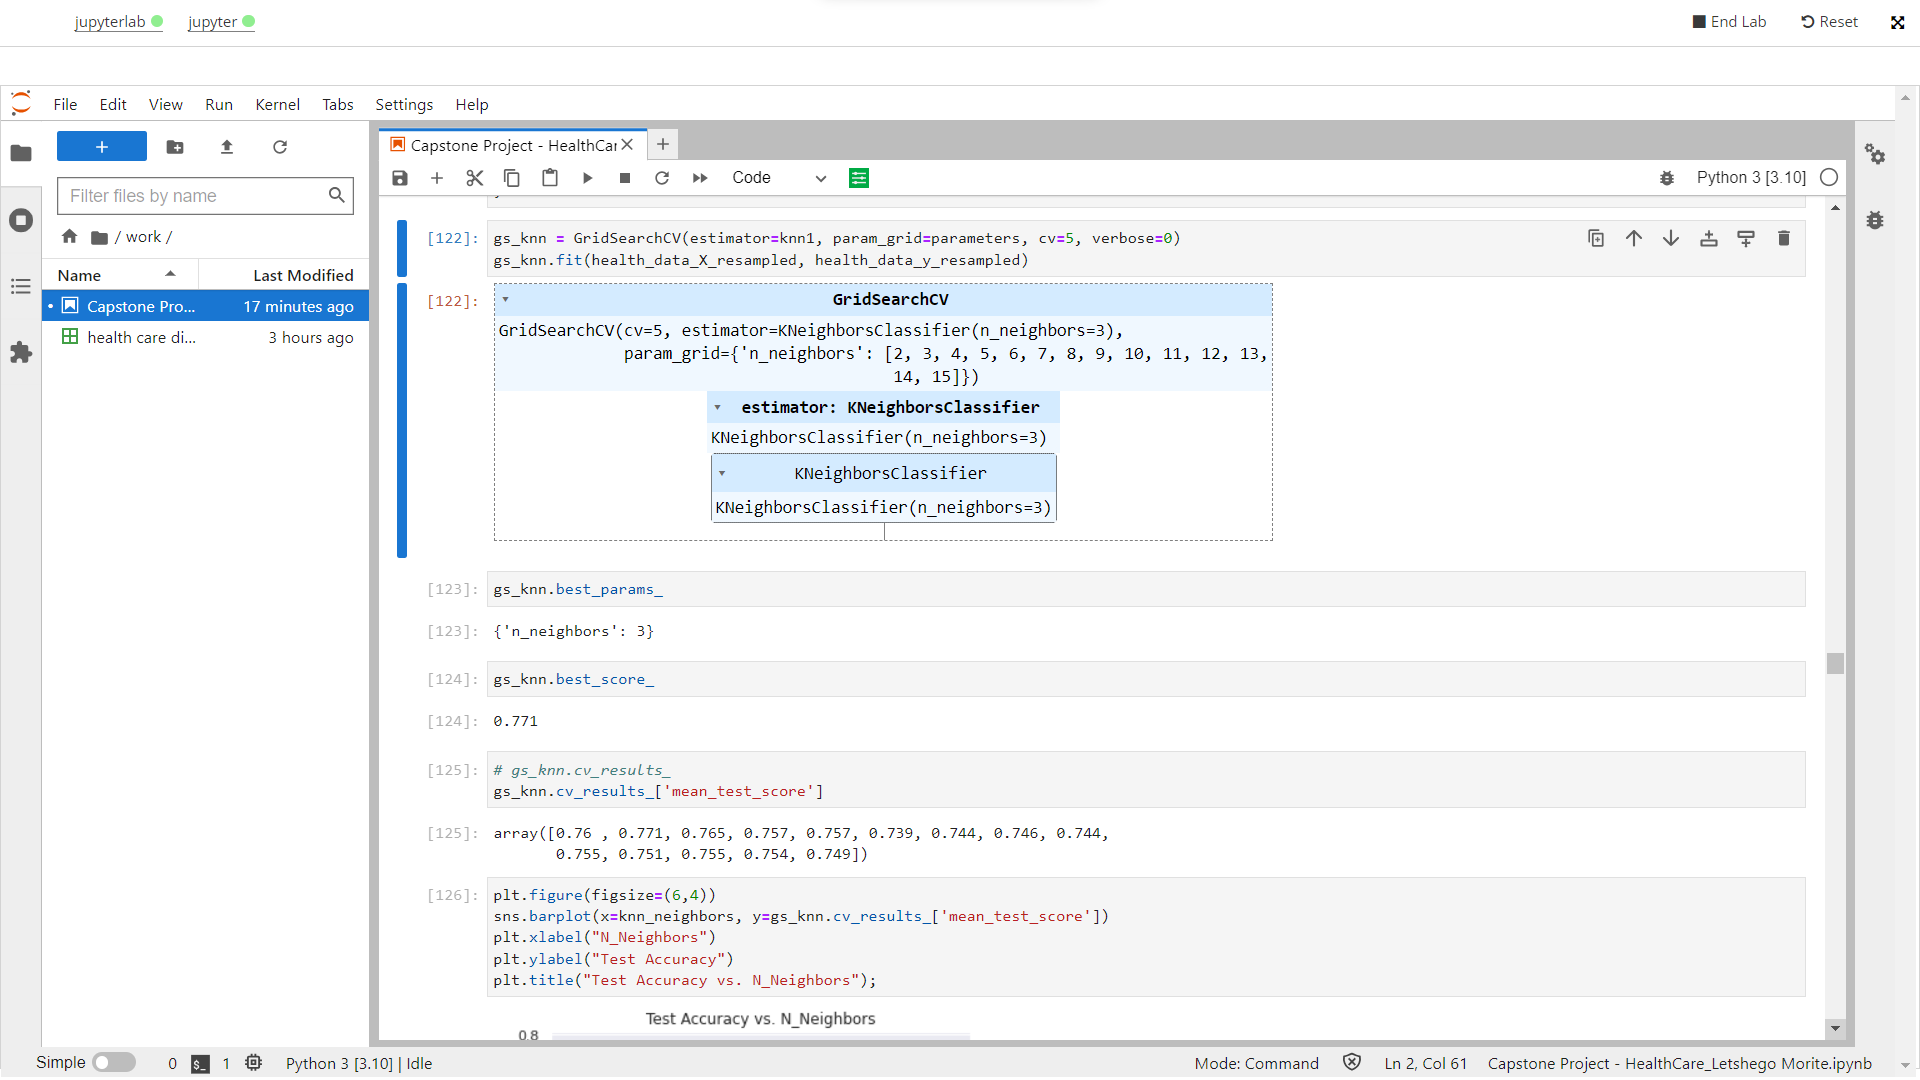 jupyterlab jupyter End Lab Reset
File Edit View Run Kernel Tabs Settings Help
Capstone Project - HealthCar
Code Python 3 [3.10]
Filter files by name
/ work /
Name Last Modified
Capstone Pro... 17 minutes ago
health care di... 3 hours ago
[122]: gs_knn = GridSearchCV(estimator=knn1, param_grid=parameters, cv=5, verbose=0)
gs_knn.fit(health_data_X_resampled, health_data_y_resampled)
[122]: GridSearchCV
GridSearchCV(cv=5, estimator=KNeighborsClassifier(n_neighbors=3),
param_grid={'n_neighbors': [2, 3, 4, 5, 6, 7, 8, 9, 10, 11, 12, 13,
14, 15]})
estimator: KNeighborsClassifier
KNeighborsClassifier(n_neighbors=3)
KNeighborsClassifier
KNeighborsClassifier(n_neighbors=3)
[123]: gs_knn.best_params_
[123]: {'n_neighbors': 3}
[124]: gs_knn.best_score_
[124]: 0.771
[125]: # gs_knn.cv_results_
gs_knn.cv_results_['mean_test_score']
[125]: array([0.76 , 0.771, 0.765, 0.757, 0.757, 0.739, 0.744, 0.746, 0.744,
0.755, 0.751, 0.755, 0.754, 0.749])
[126]: plt.figure(figsize=(6,4))
sns.barplot(x=knn_neighbors, y=gs_knn.cv_results_['mean_test_score'])
plt.xlabel("N_Neighbors")
plt.ylabel("Test Accuracy")
plt.title("Test Accuracy vs. N_Neighbors");
Test Accuracy vs. N_Neighbors
0.8
Simple 0 $_ 1 Python 3 [3.10] | Idle Mode: Command Ln 2, Col 61 Capstone Project - HealthCare_Letshego Morite.ipynb